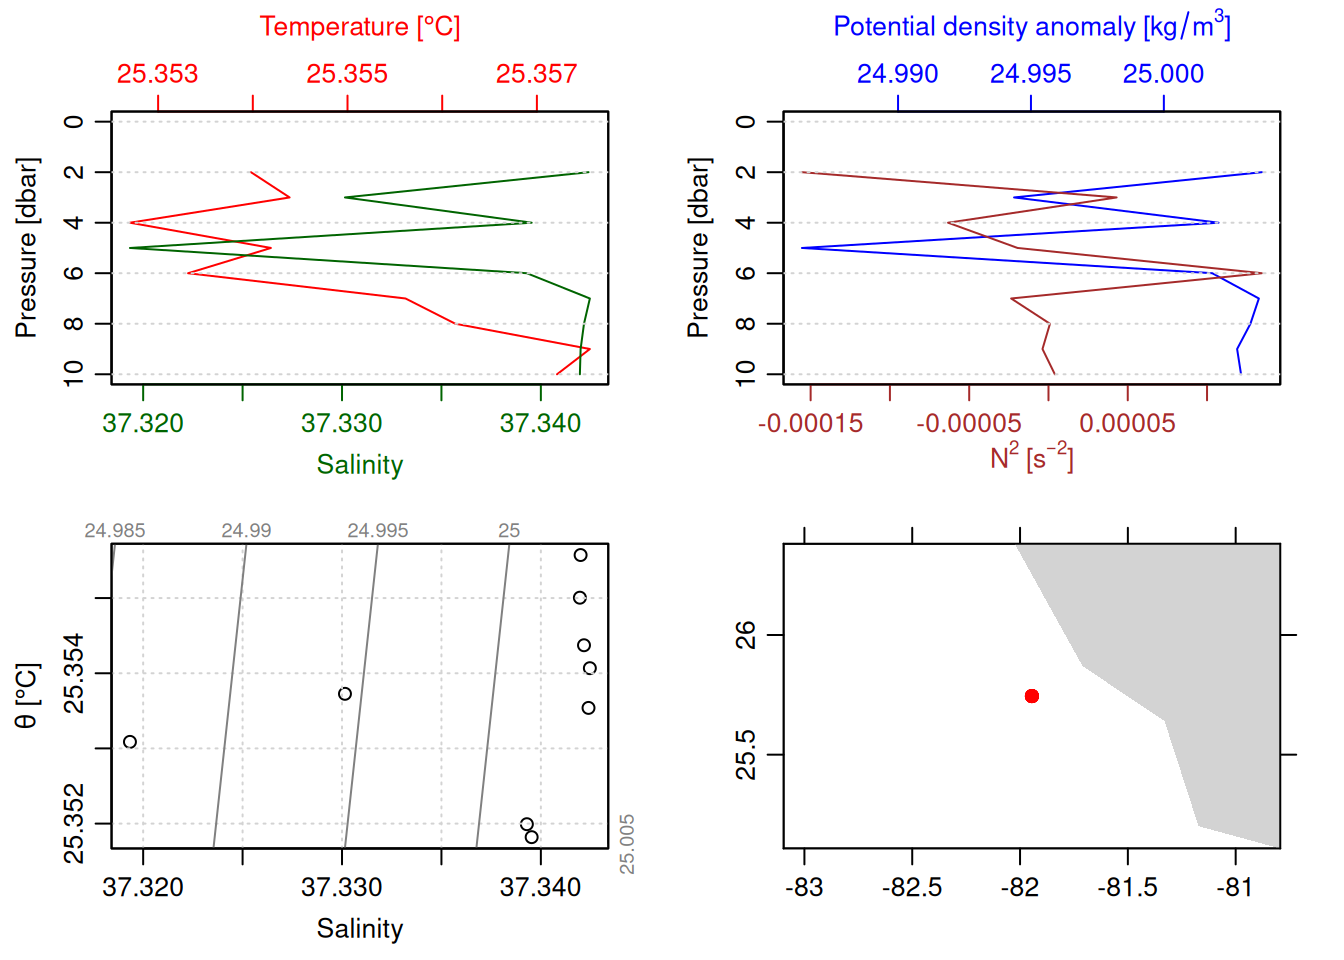 Temperature [°C]
25.353 25.355 25.357
0
2
4
6
8
10
Pressure [dbar]
37.320 37.330 37.340
Salinity
Potential density anomaly [kg/m³]
24.990 24.995 25.000
0
2
4
6
8
10
Pressure [dbar]
-0.00015 -0.00005 0.00005
N² [s⁻²]
24.985 24.99 24.995 25
25.354
25.352
θ [°C]
25.005
37.320 37.330 37.340
Salinity
26
25.5
-83 -82.5 -82 -81.5 -81